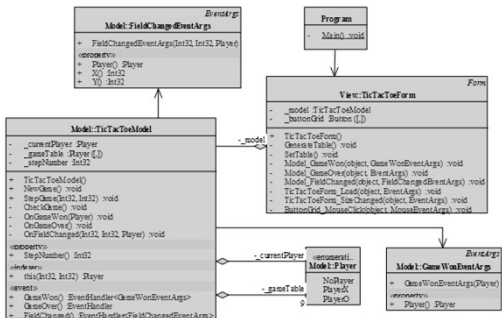 EventArgs
Model::FieldChangedEventArgs
+ FieldChangedEventArgs(Int32, Int32, Player)
«property»
+ Player() :Player
+ X() :Int32
+ Y() :Int32
Program
- Main() :void
Form
View::TicTacToeForm
- _model :TicTacToeModel
- _buttonGrid :Button ([,])
+ TicTacToeForm()
- GenerateTable() :void
- SetTable() :void
- Model_GameWon(object, GameWonEventArgs) :void
- Model_GameOver(object, EventArgs) :void
- Model_FieldChanged(object, FieldChangedEventArgs) :void
- TicTacToeForm_Load(object, EventArgs) :void
- TicTacToeForm_SizeChanged(object, EventArgs) :void
- ButtonGrid_MouseClick(object, MouseEventArgs) :void
Model::TicTacToeModel
- _currentPlayer :Player
- _gameTable :Player ([,])
- _stepNumber :Int32
+ TicTacToeModel()
+ NewGame() :void
+ StepGame(Int32, Int32) :void
- CheckGame() :void
- OnGameWon(Player) :void
- OnGameOver() :void
- OnFieldChanged(Int32, Int32, Player) :void
«property»
+ StepNumber() :Int32
«indexer»
+ this(Int32, Int32) :Player
«event»
+ GameWon() :EventHandler<GameWonEventArgs>
+ GameOver() :EventHandler
+ FieldChanged() :EventHandler<FieldChangedEventArgs>
-_model
-_currentPlayer
-_gameTable
9
«enumerati...
Model::Player
NoPlayer
PlayerX
PlayerO
EventArgs
Model::GameWonEventArgs
+ GameWonEventArgs(Player)
«property»
+ Player() :Player